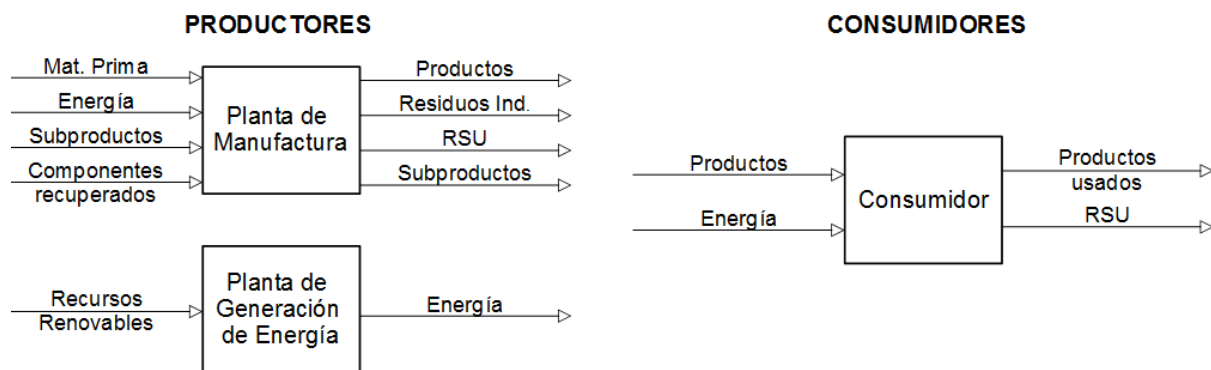 PRODUCTORES
Mat. Prima
Energía
Subproductos
Componentes
recuperados
Planta de
Manufactura
Productos
Residuos Ind.
RSU
Subproductos
Recursos
Renovables
Planta de
Generación
de Energía
Energía
CONSUMIDORES
Productos
Energía
Consumidor
Productos
usados
RSU